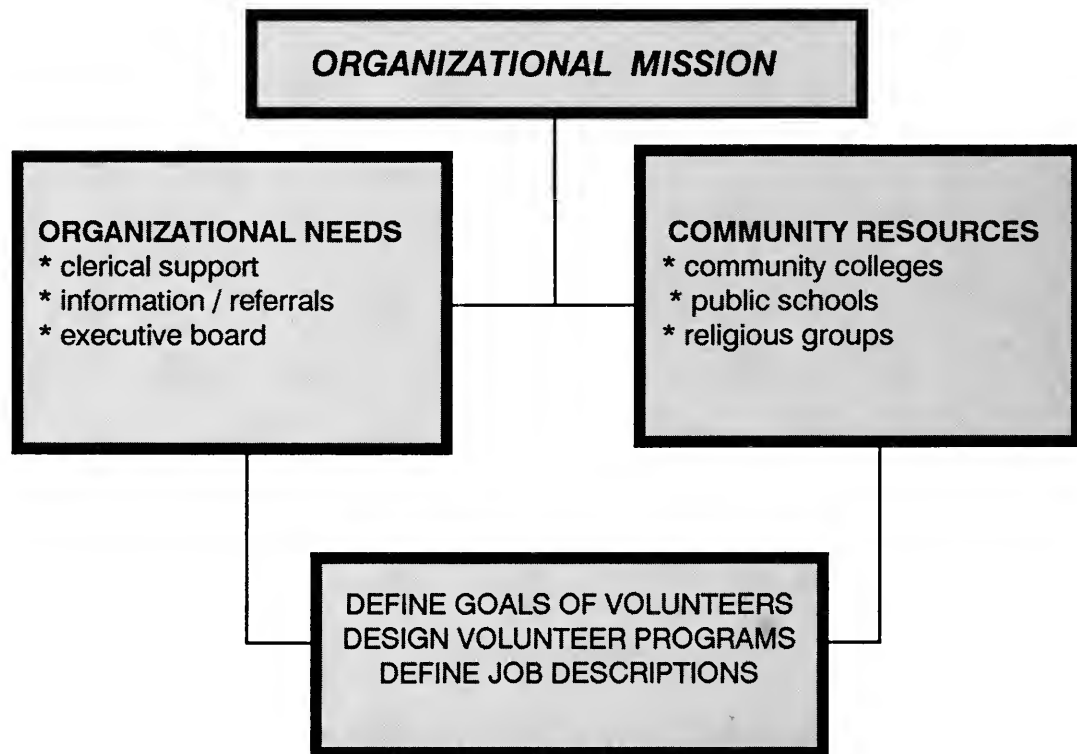 ORGANIZATIONAL MISSION
ORGANIZATIONAL NEEDS
* clerical support
* information / referrals
* executive board
COMMUNITY RESOURCES
* community colleges
* public schools
* religious groups
DEFINE GOALS OF VOLUNTEERS
DESIGN VOLUNTEER PROGRAMS
DEFINE JOB DESCRIPTIONS